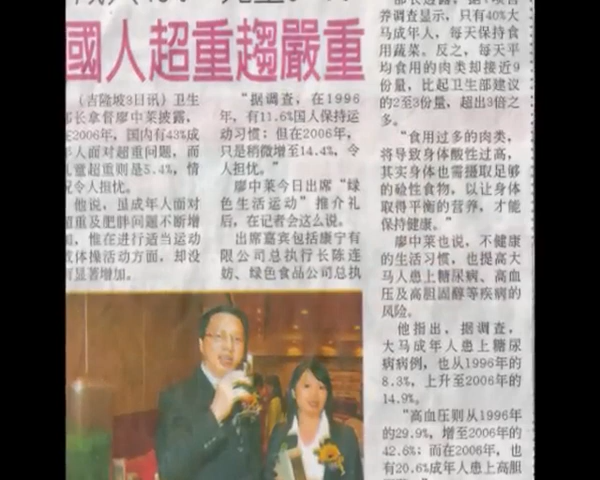 國人超重趨嚴重
（吉隆坡3日讯）卫生
部长拿督廖中莱披露，
在2006年，国内有43%成
年人面对超重问题，而
儿童超重则是5.4%，情
况令人担忧。
他说，虽成年人面对
超重及肥胖问题不断增
加，惟在进行适当运动
或体操活动方面，却没
有显著增加。
“据调查，在1996
年，有11.6%国人保持运
动习惯；但在2006年，
只是稍微增至14.4%，令
人担忧。”
廖中莱今日出席“绿
色生活运动”推介礼
后，在记者会这么说。
出席嘉宾包括康宁有
限公司总执行长陈连
妨、绿色食品公司总执
养调查显示，只有40%大
马成年人，每天保持食
用蔬菜。反之，每天平
均食用的肉类却接近9
份量，比起卫生部建议
的2至3份量，超出3倍之
多。
“食用过多的肉类，
将导致身体酸性过高，
其实身体也需摄取足够
的硷性食物，以让身体
取得平衡的营养，才能
保持健康。”
廖中莱也说，不健康
的生活习惯，也提高大
马人患上糖尿病、高血
压及高胆固醇等疾病的
风险。
他指出，据调查，
大马成年人患上糖尿
病病例，也从1996年的
8.3%，上升至2006年的
14.9%。
“高血压则从1996年
的29.9%，增至2006年的
42.6%；而在2006年，也
有20.6%成年人患上高胆